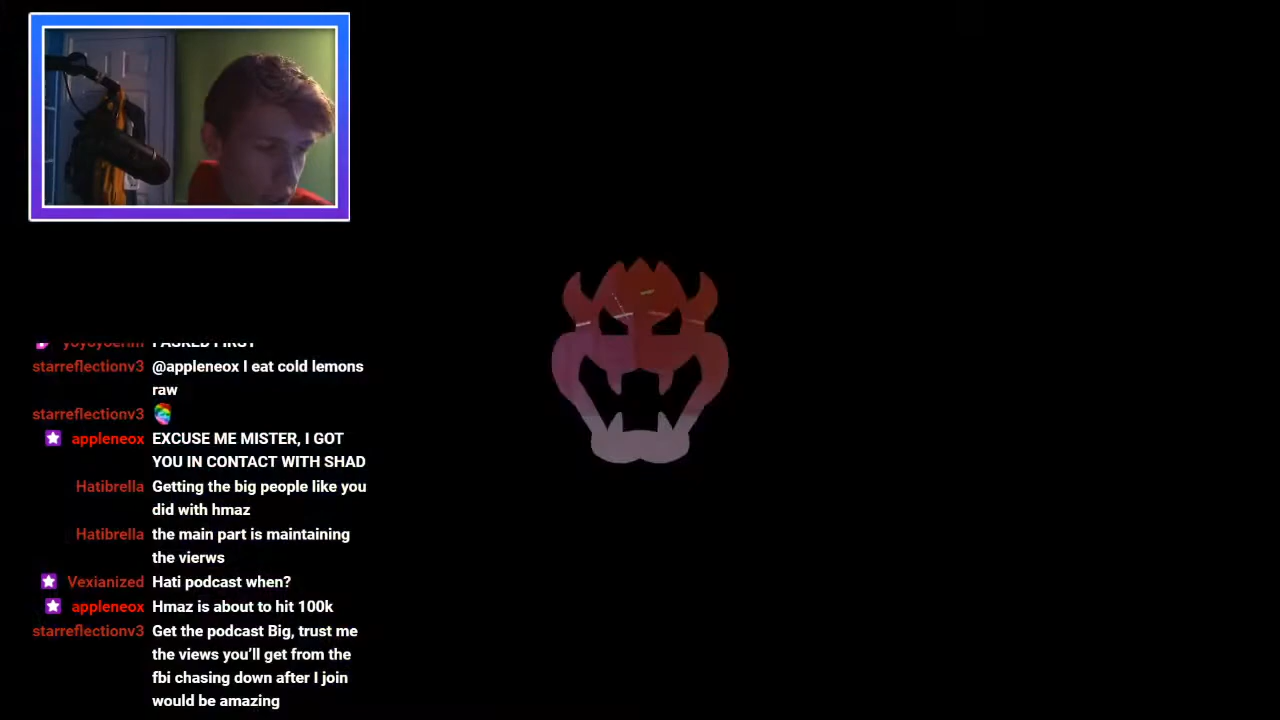 starreflectionv3 @appleneox I eat cold lemons
raw
starreflectionv3
appleneox EXCUSE ME MISTER, I GOT
YOU IN CONTACT WITH SHAD
Hatibrella Getting the big people like you
did with hmaz
Hatibrella the main part is maintaining
the vierws
Vexianized Hati podcast when?
appleneox Hmaz is about to hit 100k
starreflectionv3 Get the podcast Big, trust me
the views you’ll get from the
fbi chasing down after I join
would be amazing